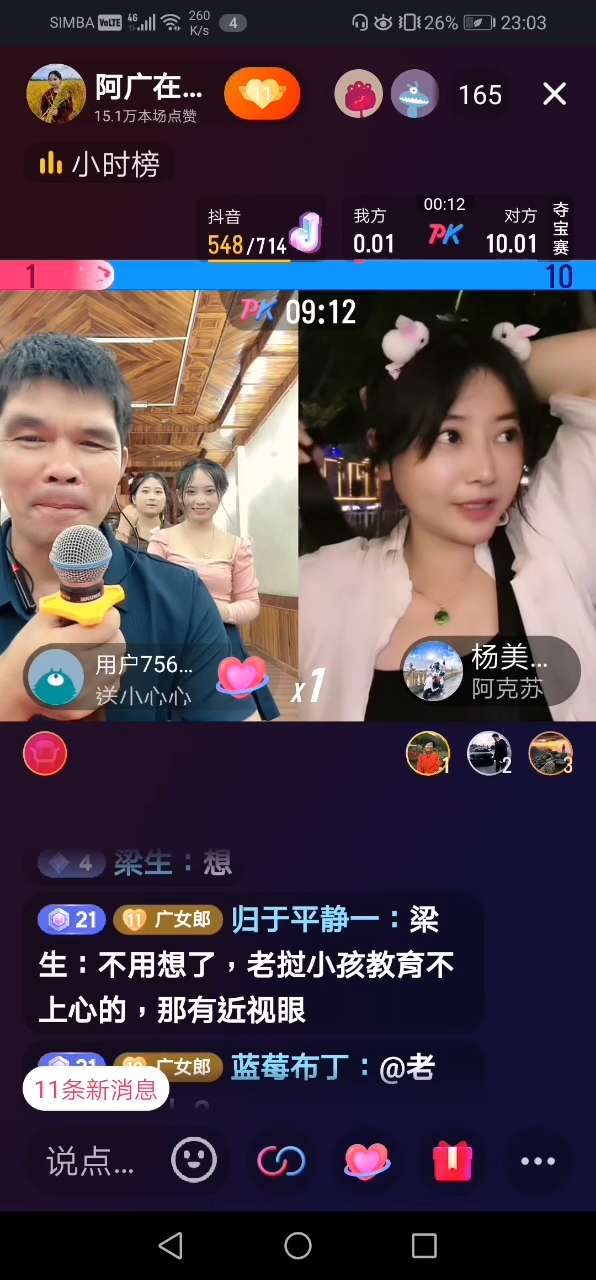 SIMBA VoLTE 4G 260 K/s 4 26% 23:03
阿广在... 11 165
15.1万本场点赞
小时榜
抖音 548/714
我方 0.01 00:12 PK 对方 10.01 夺宝赛
1 10
PK 09:12
用户756... x1
送小心心
杨美...
阿克苏
1 2 3
4 梁生：想
21 11 广女郎 归于平静一：梁
生：不用想了，老挝小孩教育不
上心的，那有近视眼
21 广女郎 蓝莓布丁：@老
11条新消息
说点...